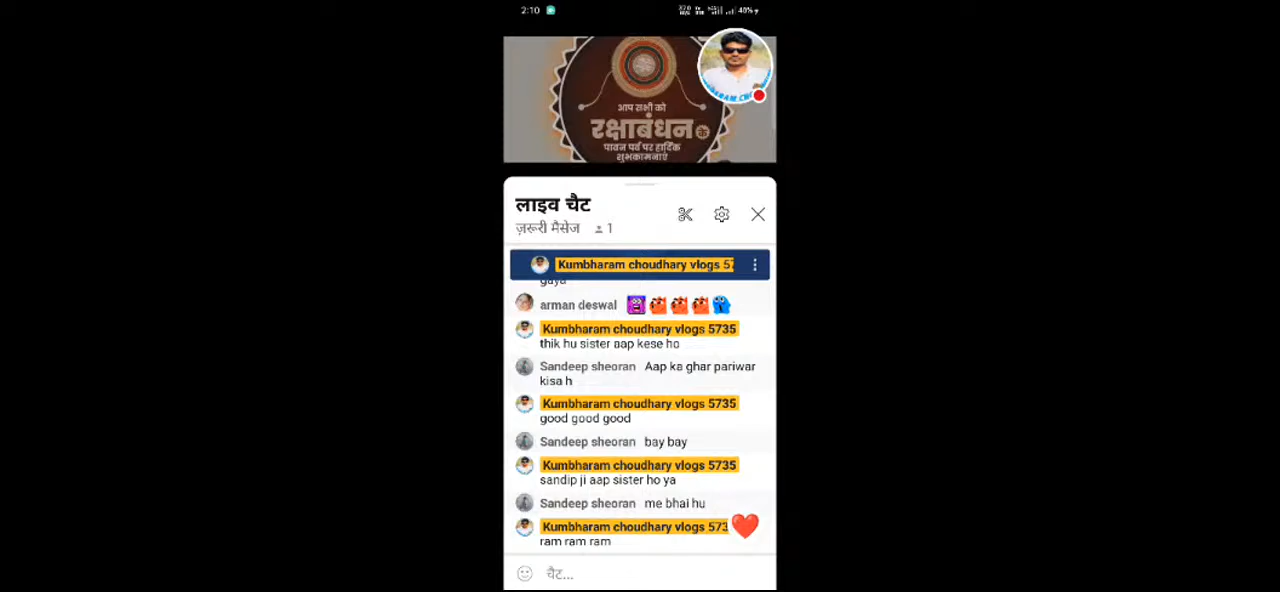 2:10
48%
आप सभी को
रक्षाबंधन के
पावन पर्व पर हार्दिक
शुभकामनाएं
लाइव चैट
ज़रूरी मैसेज 1
Kumbharam choudhary vlogs 57
gaya
arman deswal
Kumbharam choudhary vlogs 5735
thik hu sister aap kese ho
Sandeep sheoran Aap ka ghar pariwar
kisa h
Kumbharam choudhary vlogs 5735
good good good
Sandeep sheoran bay bay
Kumbharam choudhary vlogs 5735
sandip ji aap sister ho ya
Sandeep sheoran me bhai hu
Kumbharam choudhary vlogs 573
ram ram ram
चैट...